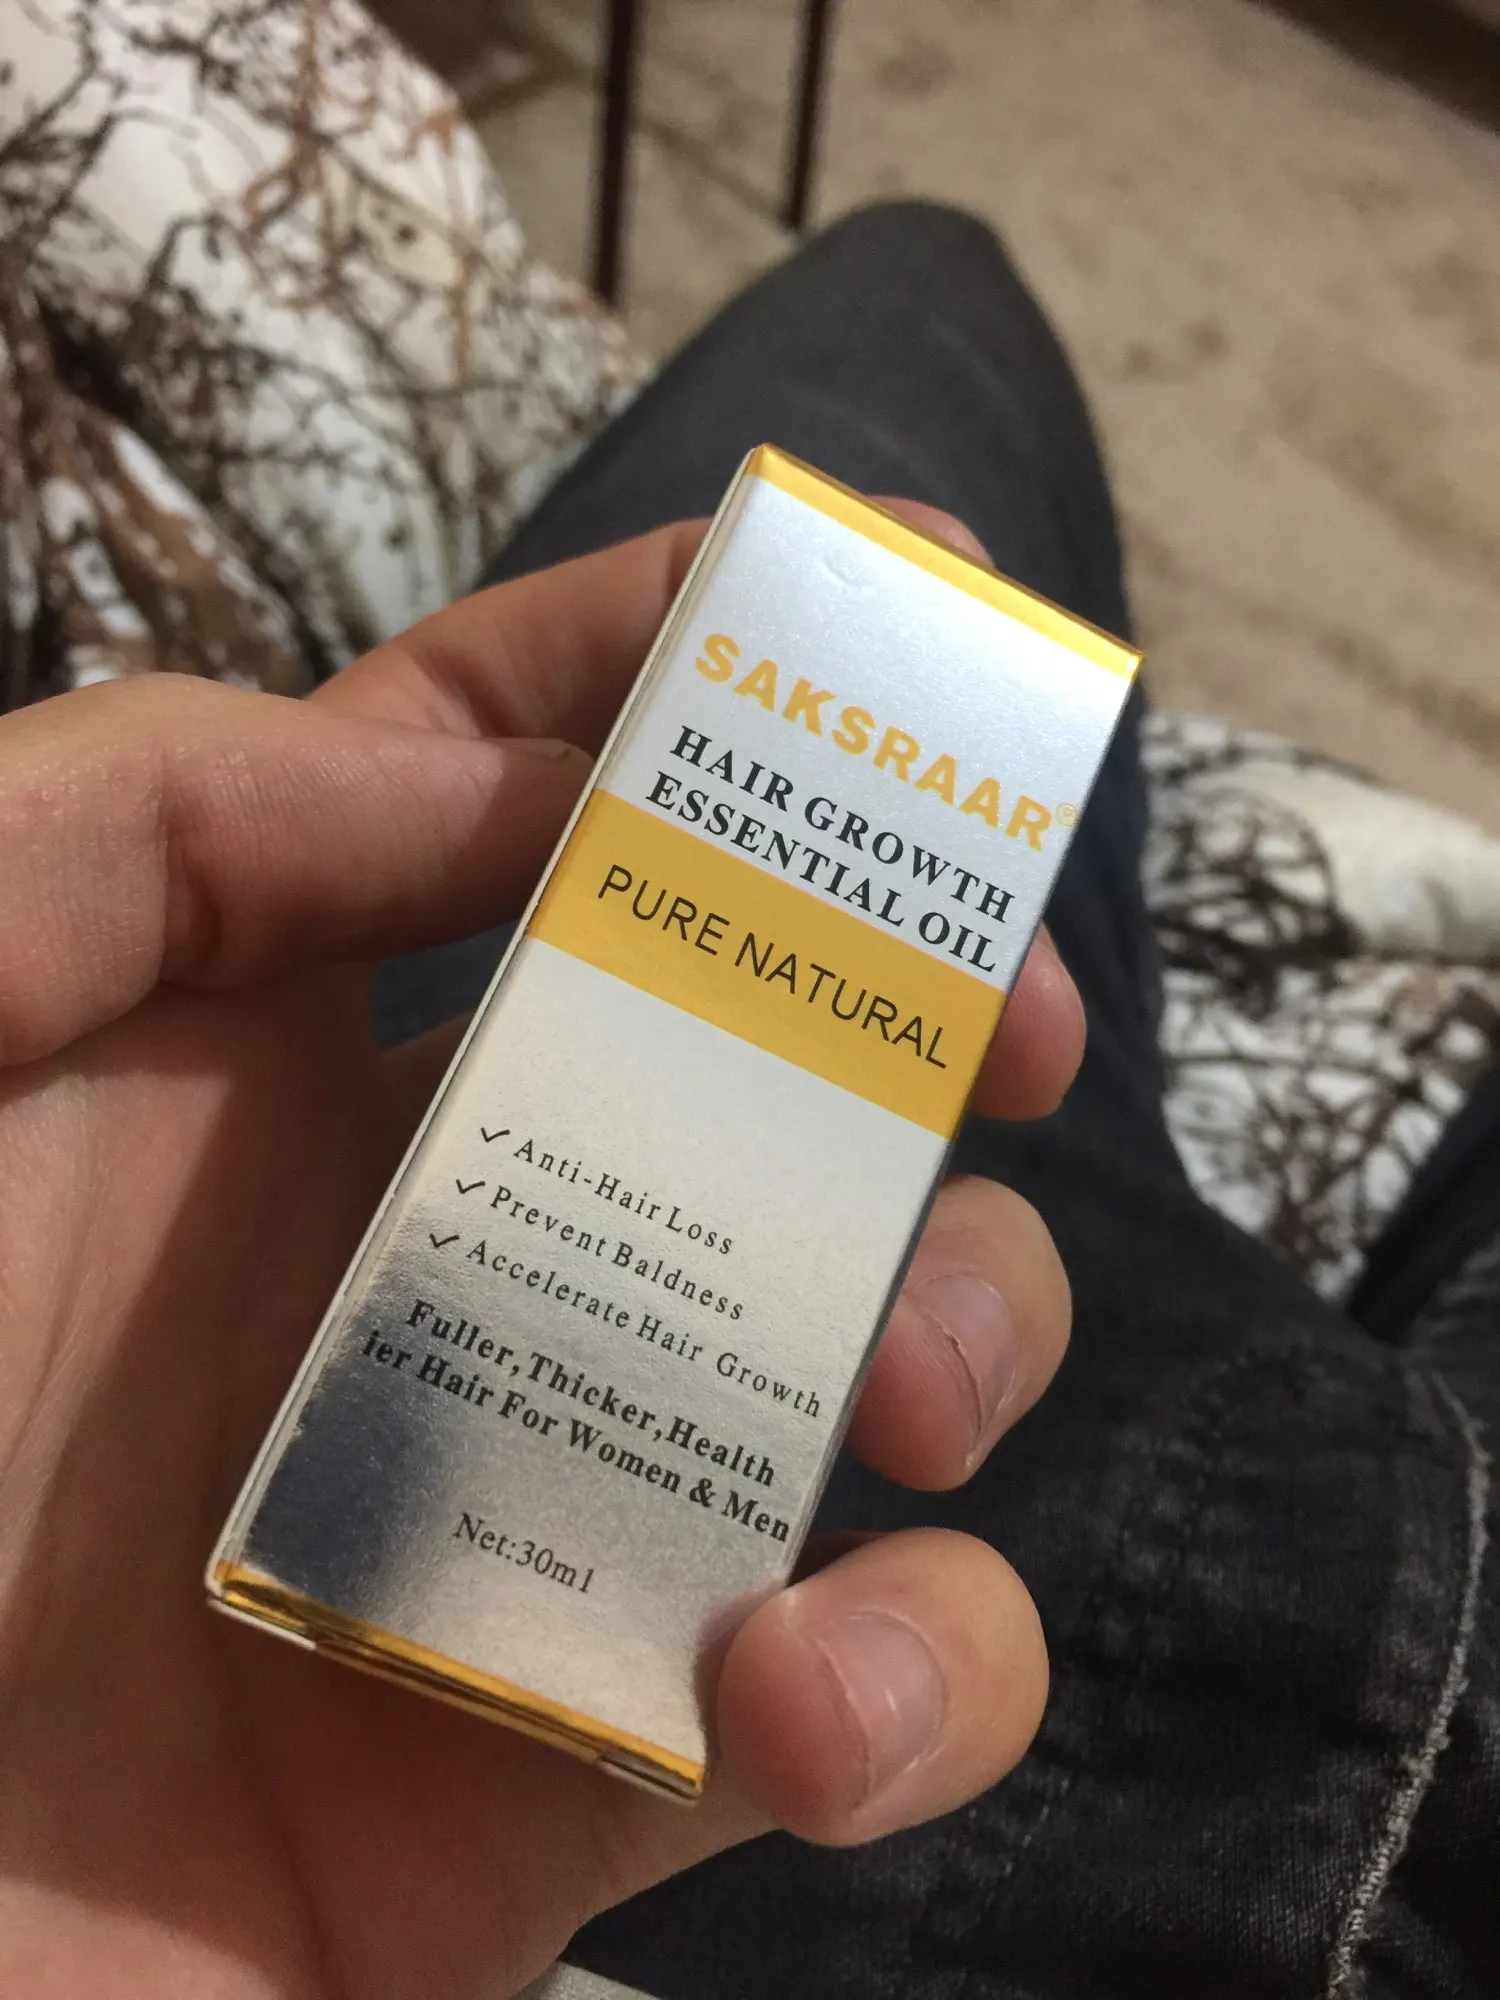 SAKSRAAR®
HAIR GROWTH
ESSENTIAL OIL
PURE NATURAL
✓ Anti-Hair Loss
✓ Prevent Baldness
✓ Accelerate Hair Growth
Fuller,Thicker,Health
ier Hair For Women & Men
Net:30ml